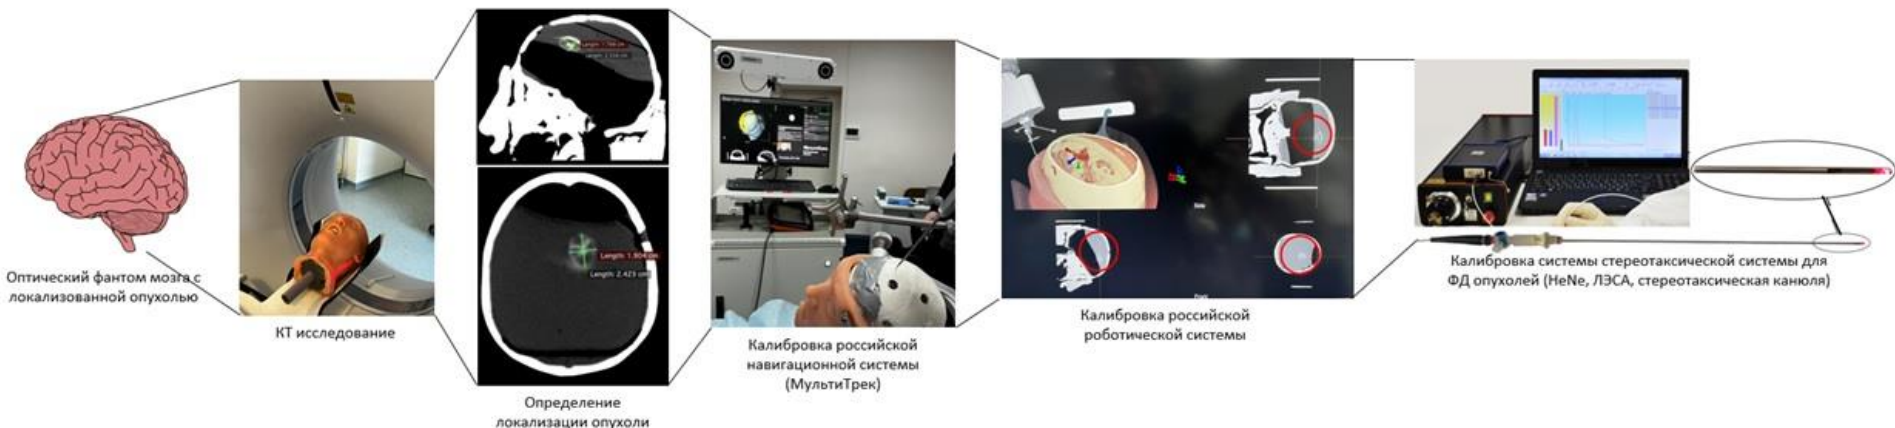 Оптический фантом мозга с
локализованной опухолью
КТ исследование
Length: 1.804 cm
Length: 2.423 cm
Определение
локализации опухоли
Калибровка российской
навигационной системы
(МультиТрек)
Калибровка российской
роботической системы
Калибровка системы стереотаксической системы для
ФД опухолей (HeNe, ЛЭСА, стереотаксическая канюля)